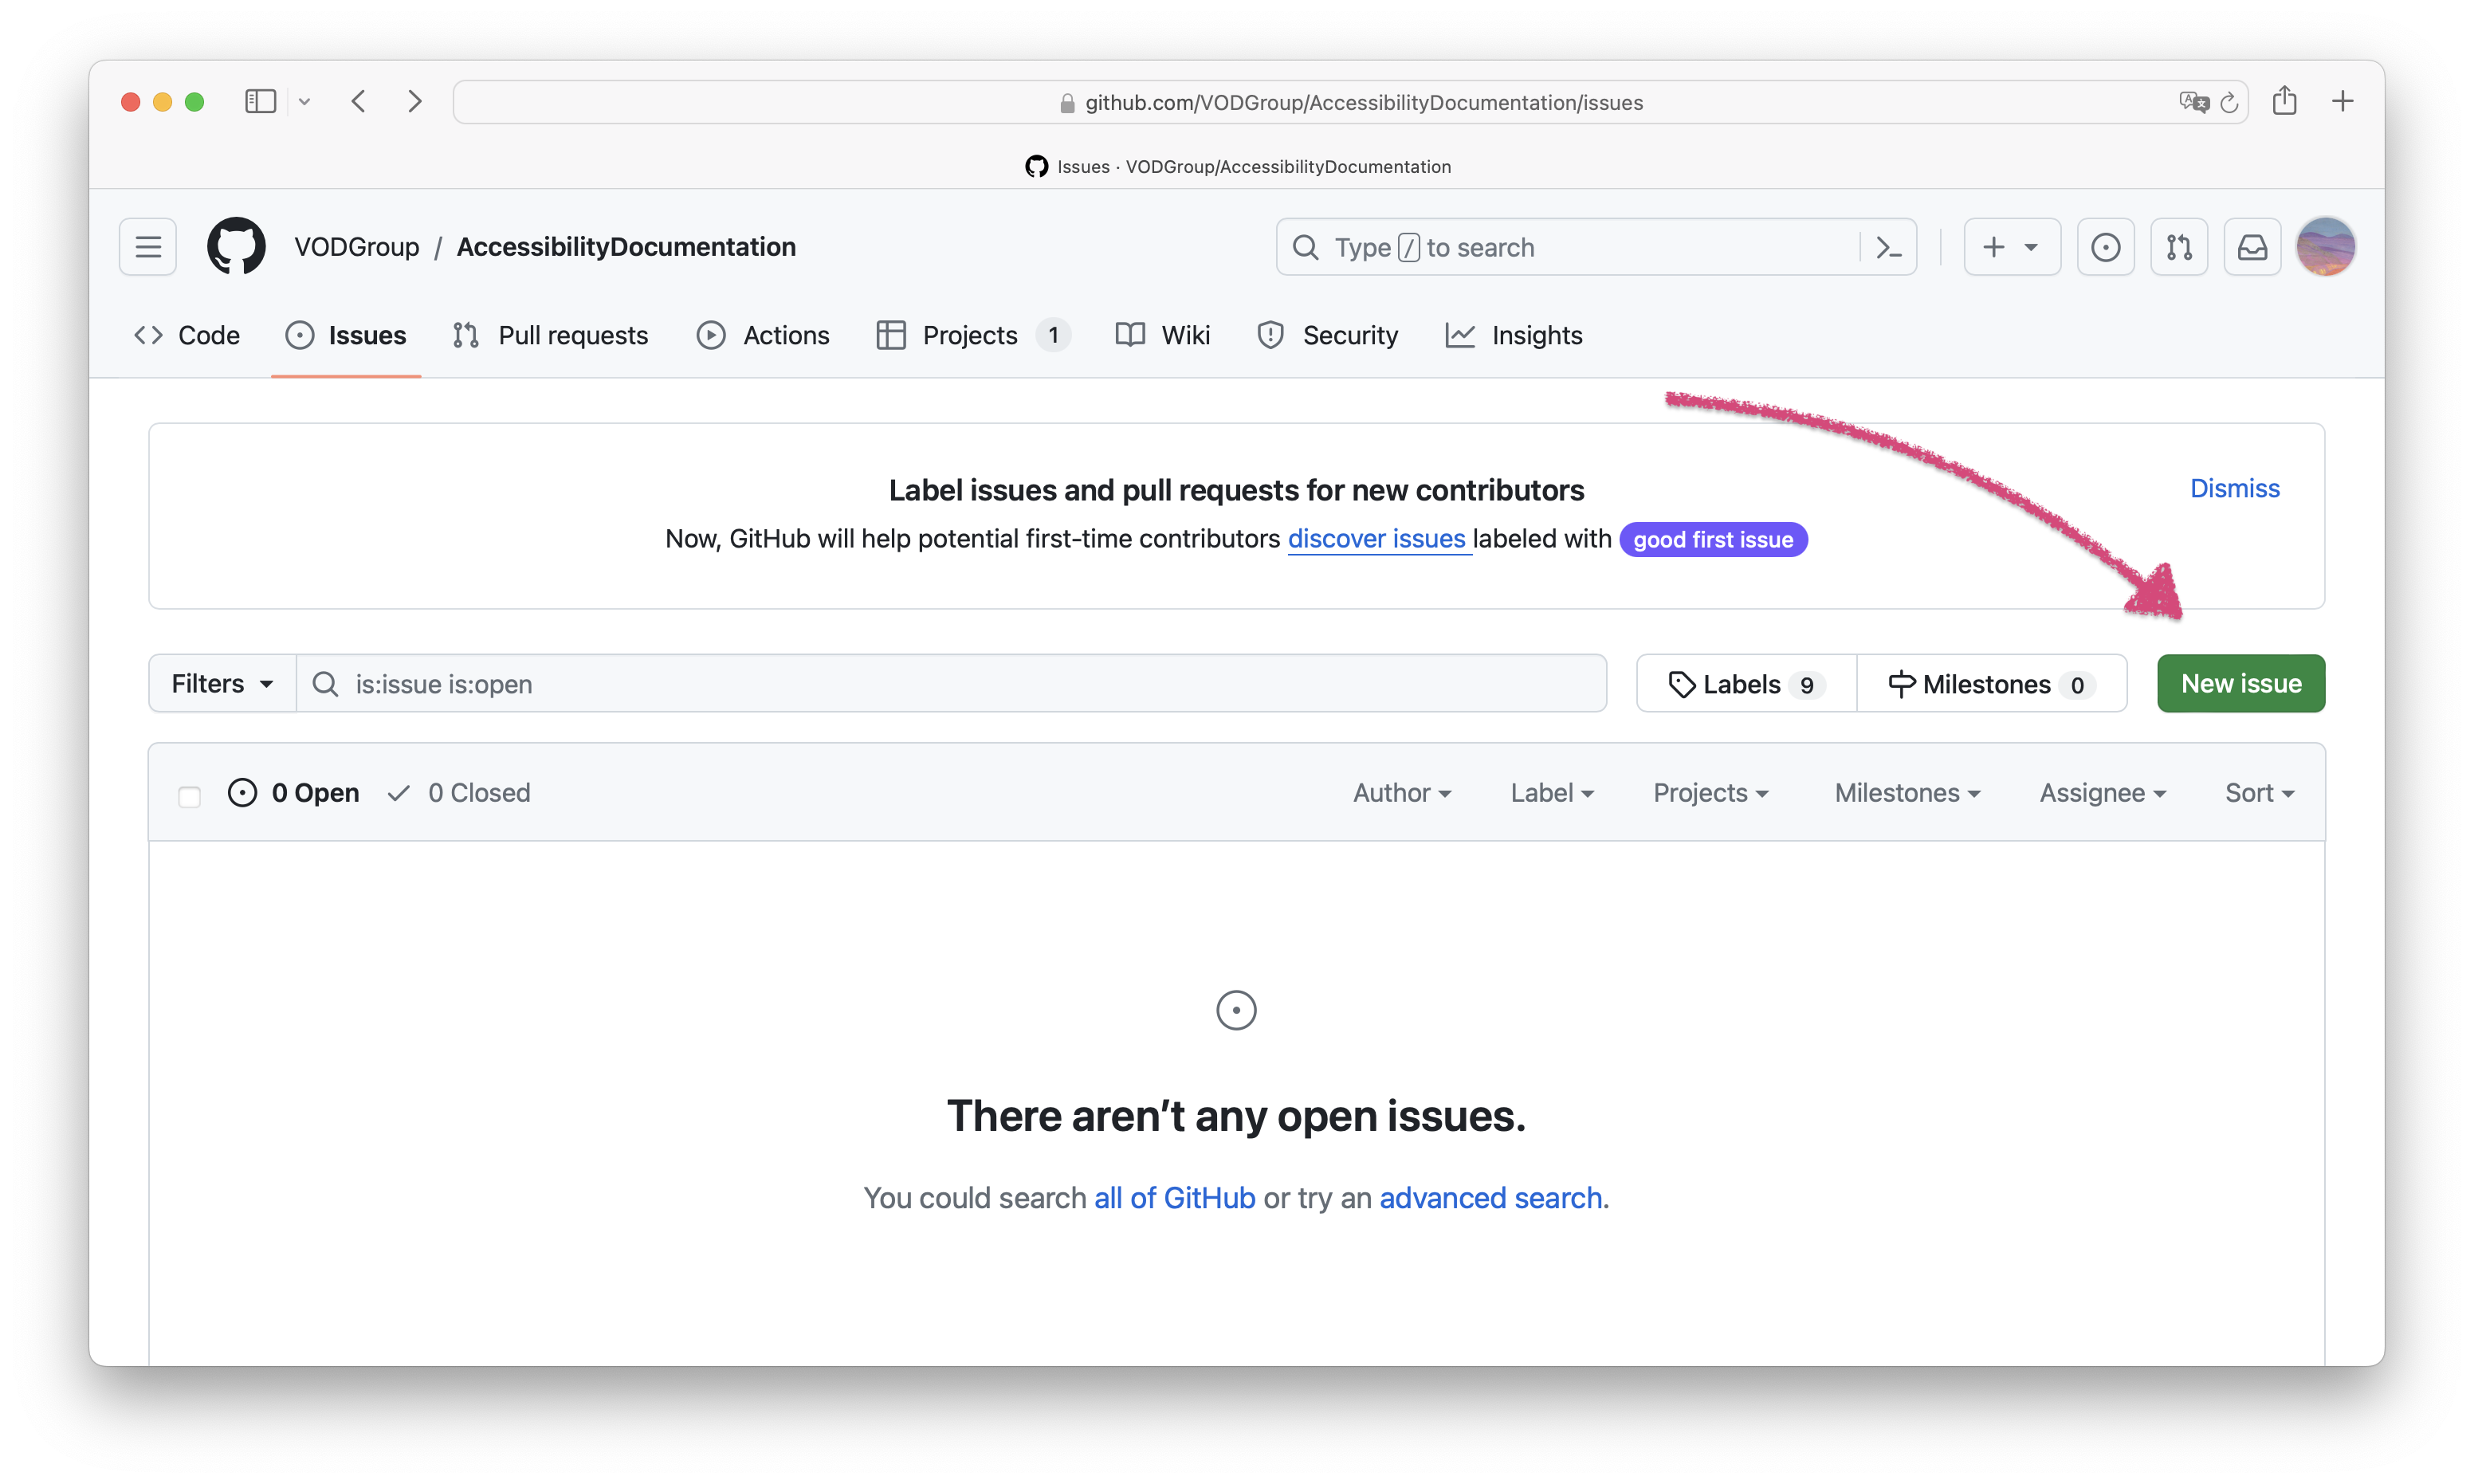 github.com/VODGroup/AccessibilityDocumentation/issues
Issues · VODGroup/AccessibilityDocumentation
VODGroup / AccessibilityDocumentation
Type / to search
Code Issues Pull requests Actions Projects 1 Wiki Security Insights
Label issues and pull requests for new contributors
Dismiss
Now, GitHub will help potential first-time contributors discover issues labeled with good first issue
Filters is:issue is:open Labels 9 Milestones 0 New issue
0 Open 0 Closed Author Label Projects Milestones Assignee Sort
There aren’t any open issues.
You could search all of GitHub or try an advanced search.